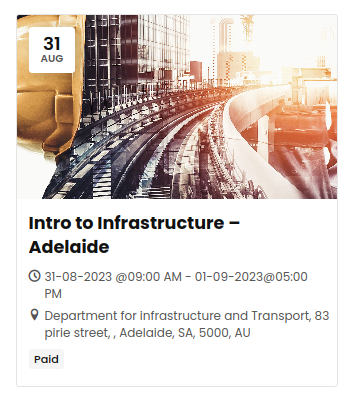 31
AUG
Intro to Infrastructure –
Adelaide
31-08-2023 @09:00 AM - 01-09-2023@05:00
PM
Department for infrastructure and Transport, 83
pirie street, , Adelaide, SA, 5000, AU
Paid